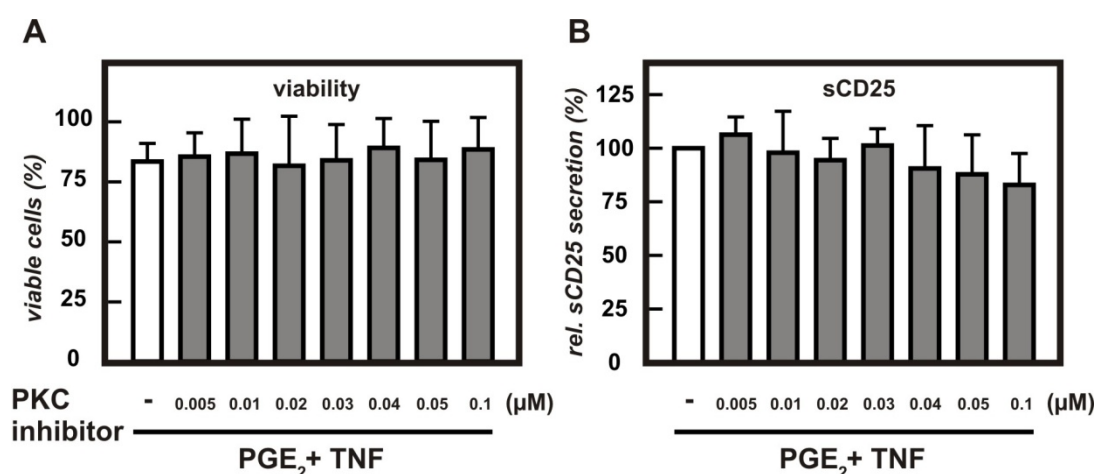 A
viability
viable cells (%)
100
75
50
25
0
PKC inhibitor
- 0.005 0.01 0.02 0.03 0.04 0.05 0.1 (µM)
PGE₂+ TNF
B
sCD25
rel. sCD25 secretion (%)
125
100
75
50
25
0
- 0.005 0.01 0.02 0.03 0.04 0.05 0.1 (µM)
PGE₂+ TNF